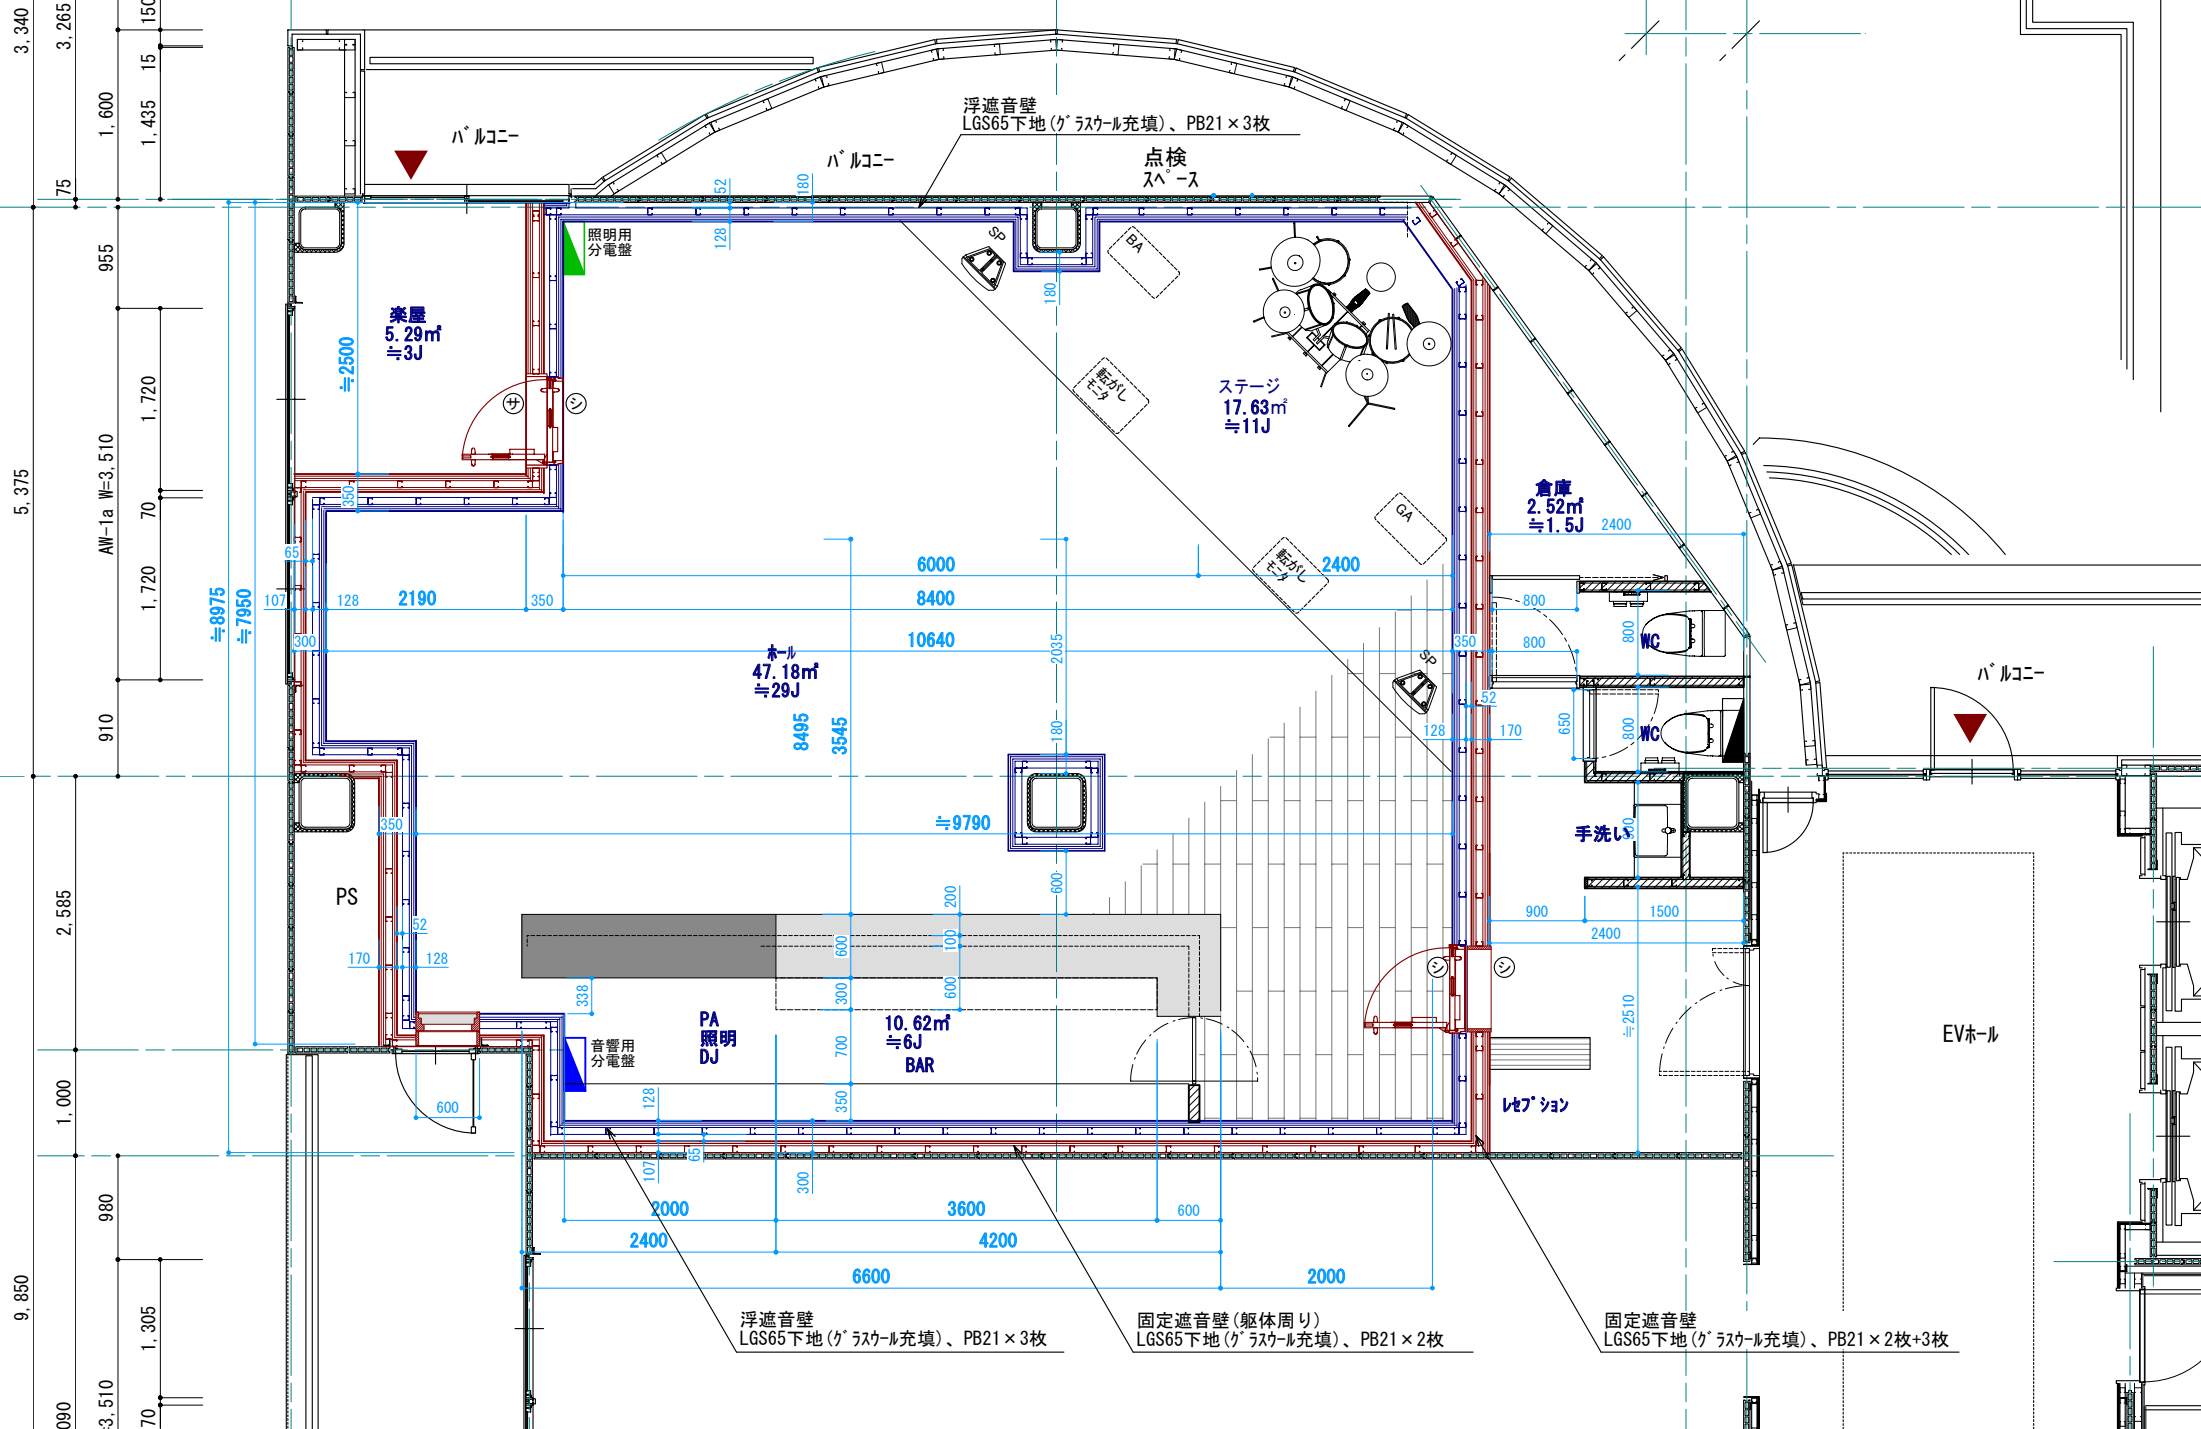 3,340
3,265
150
15
1,600
1,435
75
955
5,375
1,720
AW-1a W=3,510
70
1,720
910
2,585
1,000
980
9,850
1,305
3,510
70
090
バルコニー
バルコニー
点検
スペース
浮遮音壁
LGS65下地(グラスウール充填)、PB21×3枚
52
180
128
照明用
分電盤
SP
BA
180
楽屋
5.29㎡
≒3J
≒2500
350
サ
シ
転がし
モニタ
ステージ
17.63㎡
≒11J
GA
転がし
モニタ
SP
倉庫
2.52㎡
≒1.5J
2400
65
6000
2400
107
128
2190
350
8400
800
≒8975
≒7950
300
10640
2035
350
800
800
WC
ホール
47.18㎡
≒29J
8495
3545
180
52
128
170
650
800
WC
バルコニー
350
≒9790
手洗い
900
PS
600
200
600
100
900
1500
2400
52
170
128
338
300
600
シ
シ
≒2510
PA
照明
DJ
10.62㎡
≒6J
BAR
700
EVホール
音響用
分電盤
600
128
350
レセプション
107
65
300
2000
3600
600
2400
4200
6600
2000
浮遮音壁
LGS65下地(グラスウール充填)、PB21×3枚
固定遮音壁(躯体周り)
LGS65下地(グラスウール充填)、PB21×2枚
固定遮音壁
LGS65下地(グラスウール充填)、PB21×2枚+3枚